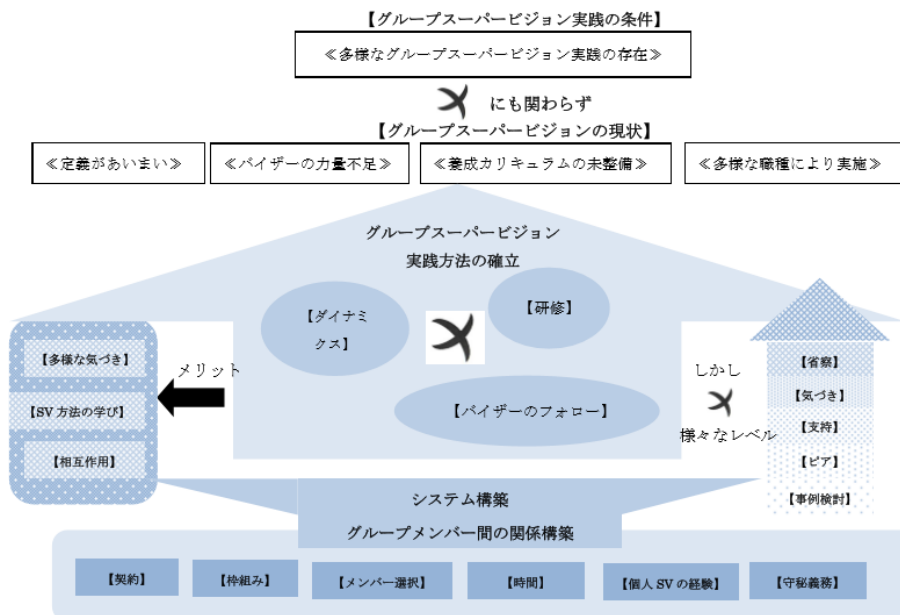 【グループスーパービジョン実践の条件】
≪多様なグループスーパービジョン実践の存在≫
にも関わらず
【グループスーパービジョンの現状】
≪定義があいまい≫
≪バイザーの力量不足≫
≪養成カリキュラムの未整備≫
≪多様な職種により実施≫
グループスーパービジョン
実践方法の確立
【ダイナミ
クス】
【研修】
【バイザーのフォロー】
メリット
【多様な気づき】
【SV 方法の学び】
【相互作用】
しかし
様々なレベル
【省察】
【気づき】
【支持】
【ピア】
【事例検討】
システム構築
グループメンバー間の関係構築
【契約】
【枠組み】
【メンバー選択】
【時間】
【個人 SV の経験】
【守秘義務】